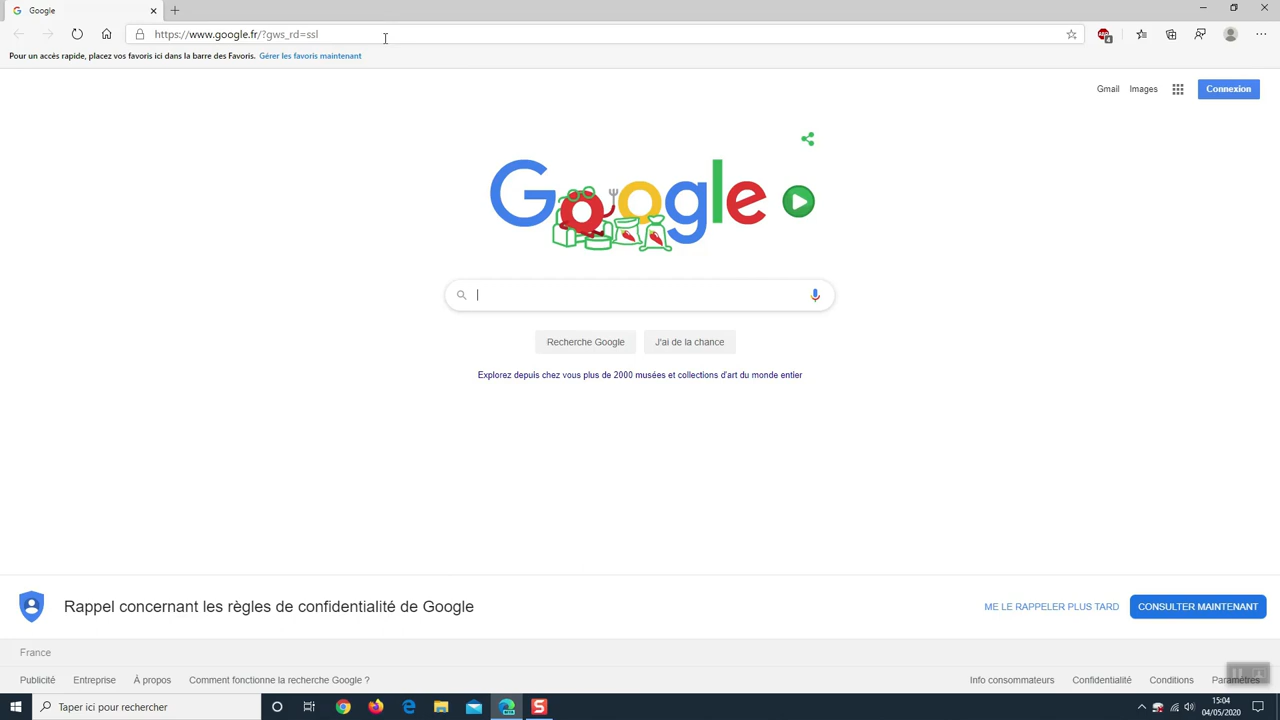 Google
https://www.google.fr/?gws_rd=ssl
Pour un accés rapide, placez vos favoris ici dans la barre des Favoris. Gérer les favoris maintenant
Gmail Images Connexion
Google
Recherche Google J'ai de la chance
Explorez depuis chez vous plus de 2000 musées et collections d'art du monde entier
Rappel concernant les règles de confidentialité de Google ME LE RAPPELER PLUS TARD CONSULTER MAINTENANT
France
Publicité Entreprise À propos Comment fonctionne la recherche Google ? Info consommateurs Confidentialité Conditions Paramètres
Taper ici pour rechercher
15:04
04/05/2020